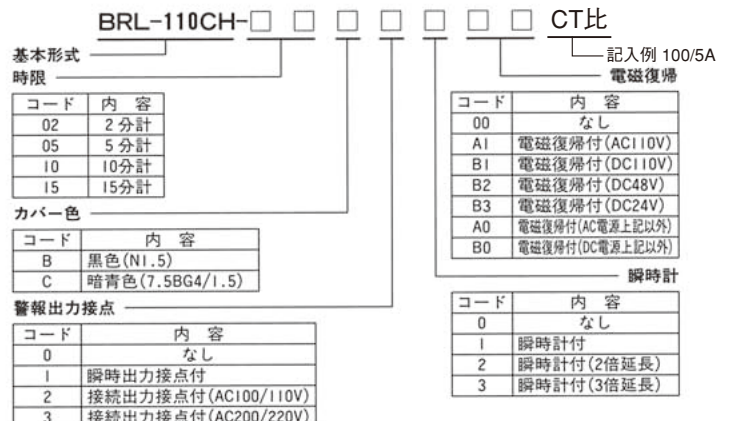 BRL-110CH-□ □ □ □ □ □ □ CT比
基本形式
記入例 100/5A
時限
コード 内 容
02 2分計
05 5分計
10 10分計
15 15分計
カバー色
コード 内 容
B 黒色(N1.5)
C 暗青色(7.5BG4/1.5)
警報出力接点
コード 内 容
0 なし
1 瞬時出力接点付
2 接続出力接点付(AC100/110V)
3 接続出力接点付(AC200/220V)
電磁復帰
コード 内 容
00 なし
A1 電磁復帰付(AC110V)
B1 電磁復帰付(DC110V)
B2 電磁復帰付(DC48V)
B3 電磁復帰付(DC24V)
A0 電磁復帰付(AC電源上記以外)
B0 電磁復帰付(DC電源上記以外)
瞬時計
コード 内 容
0 なし
1 瞬時計付
2 瞬時計付(2倍延長)
3 瞬時計付(3倍延長)